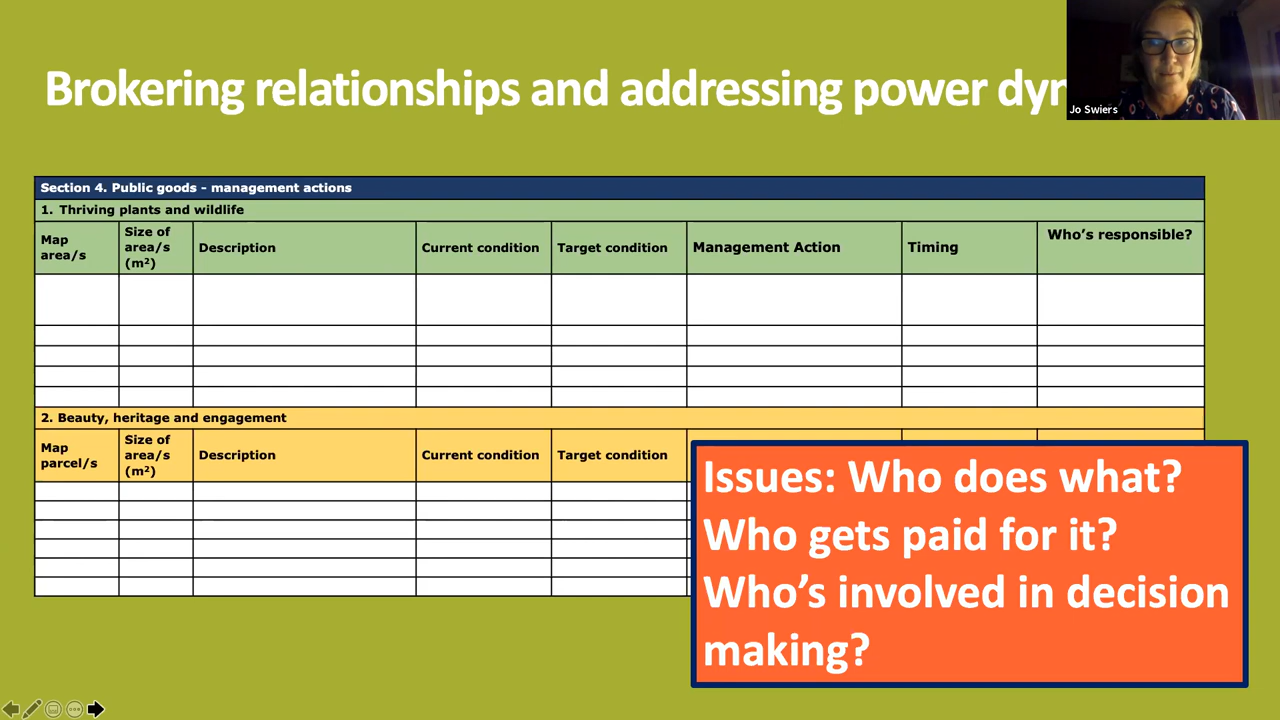 Brokering relationships and addressing power dyn
Jo Swiers
Section 4. Public goods - management actions
1. Thriving plants and wildlife
Map area/s
Size of area/s (m²)
Description
Current condition
Target condition
Management Action
Timing
Who's responsible?
2. Beauty, heritage and engagement
Map parcel/s
Size of area/s (m²)
Description
Current condition
Target condition
Issues: Who does what?
Who gets paid for it?
Who's involved in decision
making?